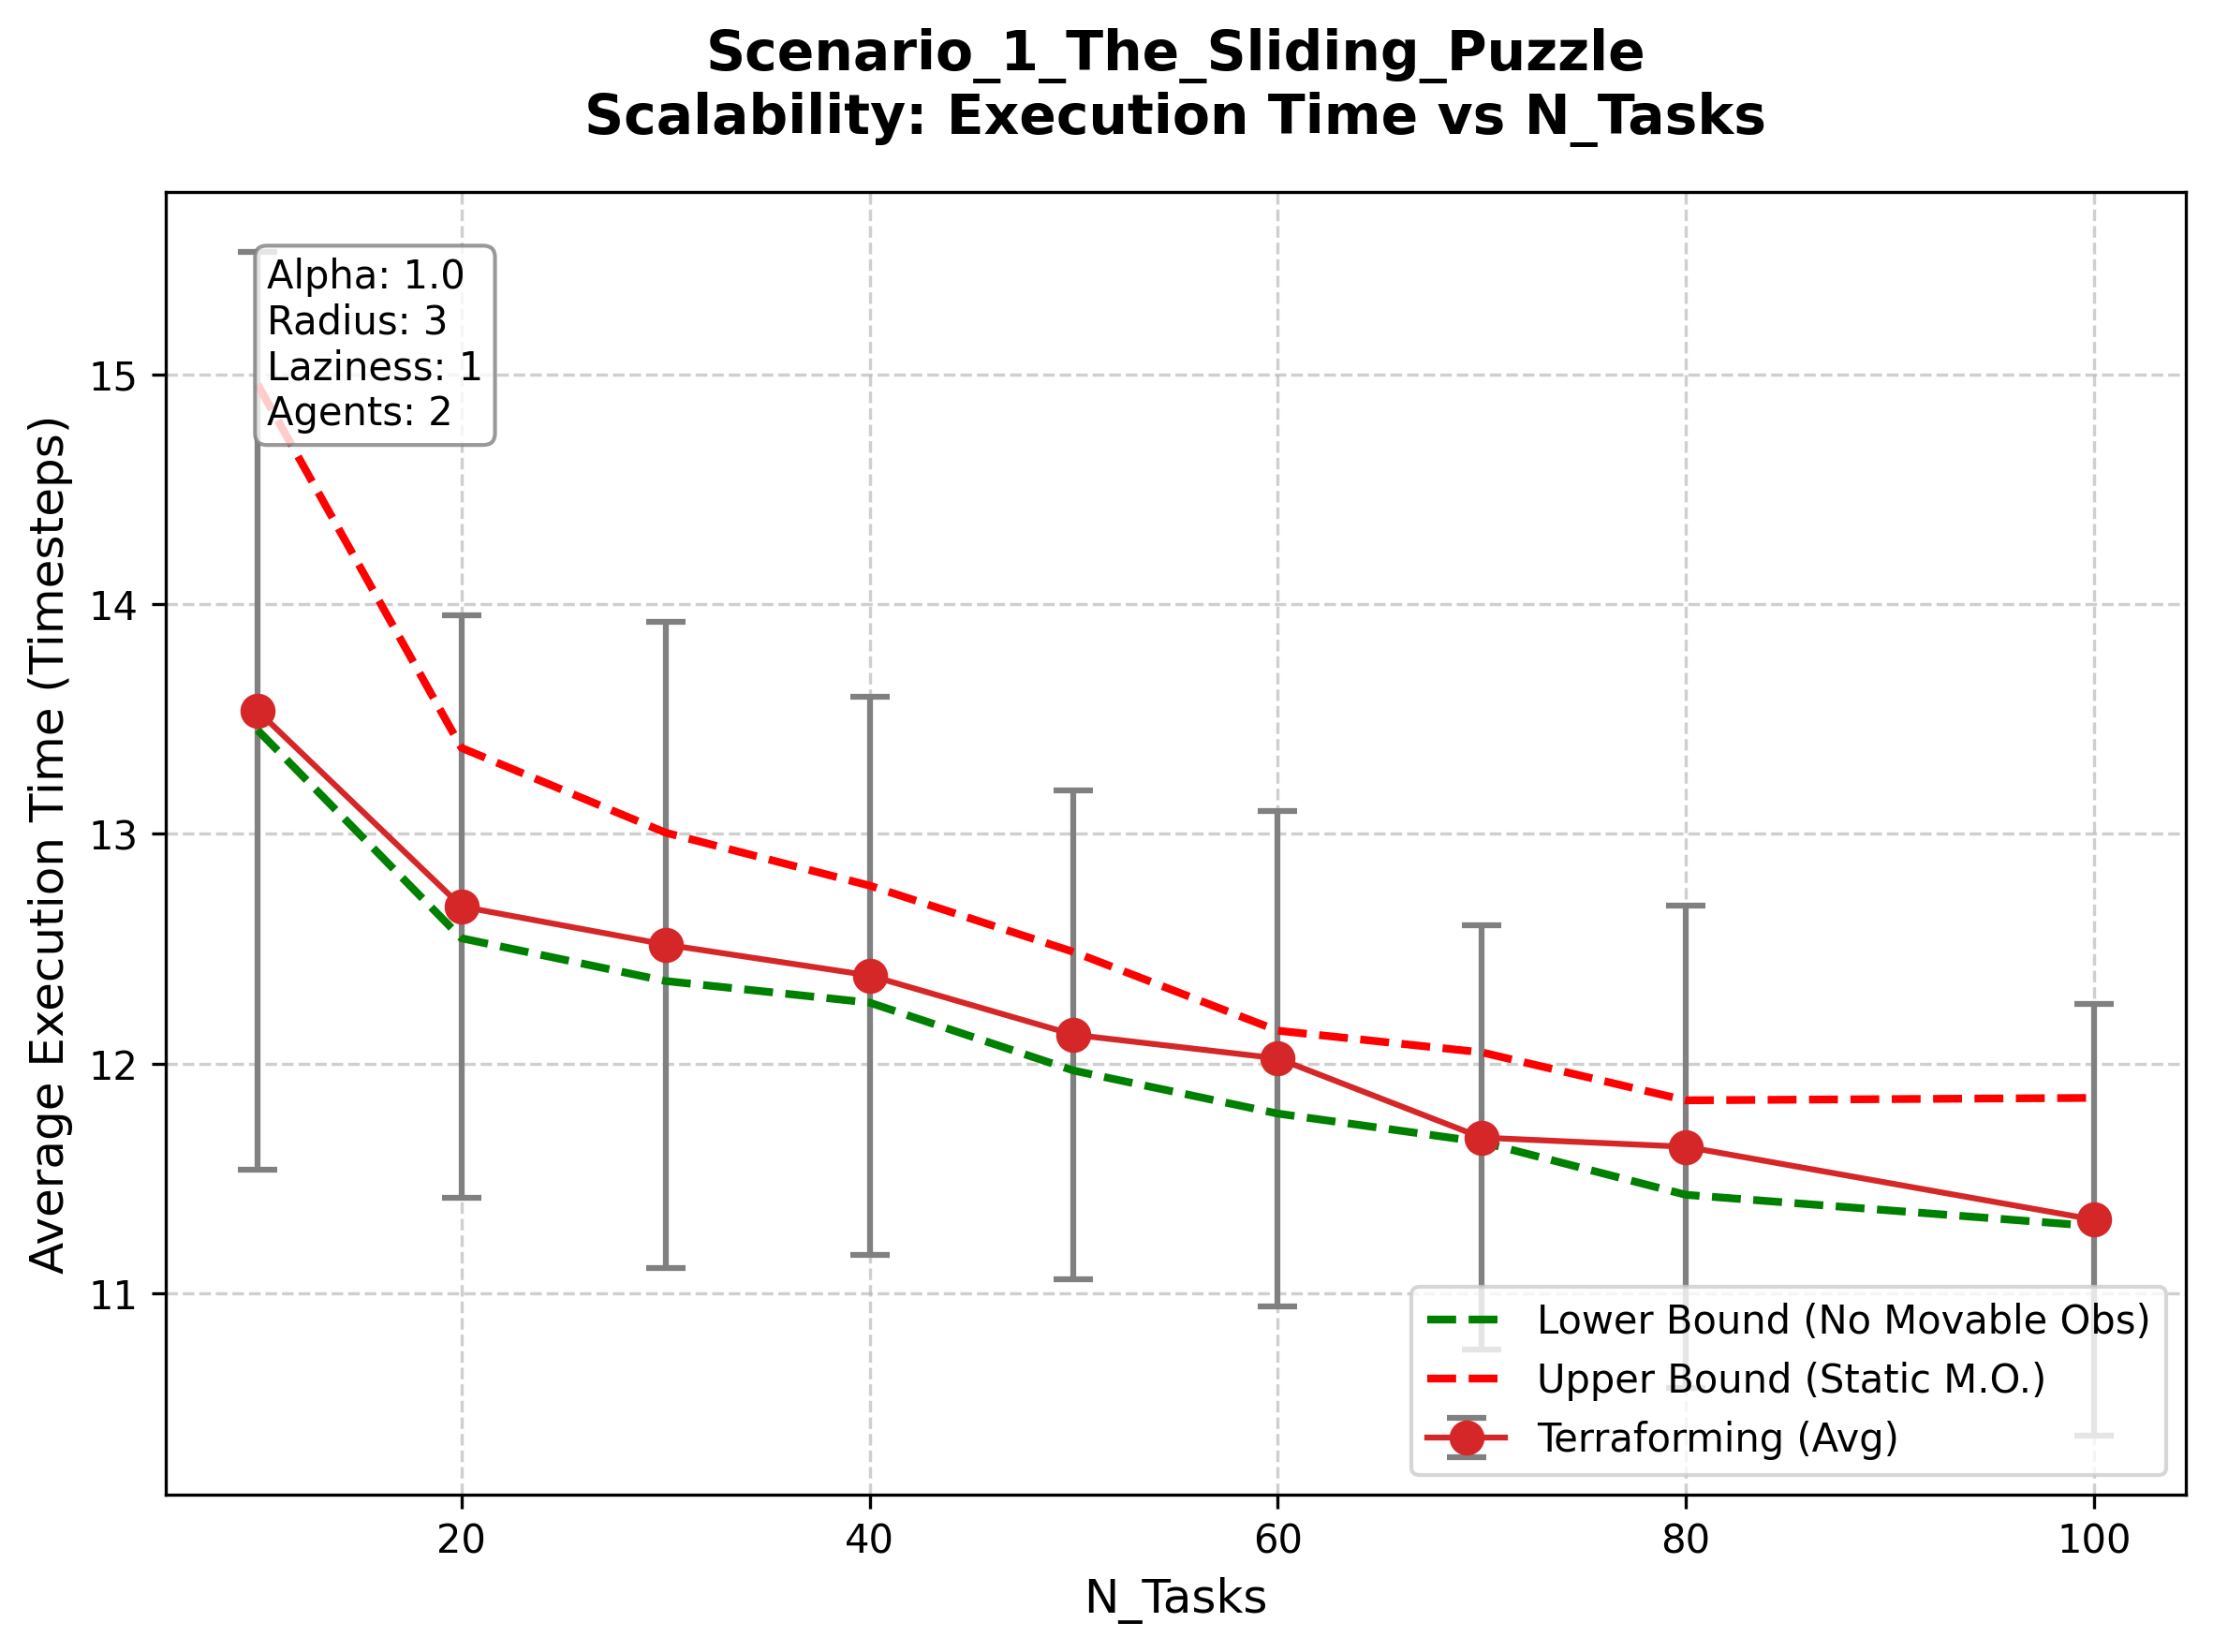 Scenario_1_The_Sliding_Puzzle
Scalability: Execution Time vs N_Tasks
Alpha: 1.0
Radius: 3
Laziness: 1
Agents: 2
Average Execution Time (Timesteps)
15
14
13
12
11
Lower Bound (No Movable Obs)
Upper Bound (Static M.O.)
Terraforming (Avg)
20 40 60 80 100
N_Tasks